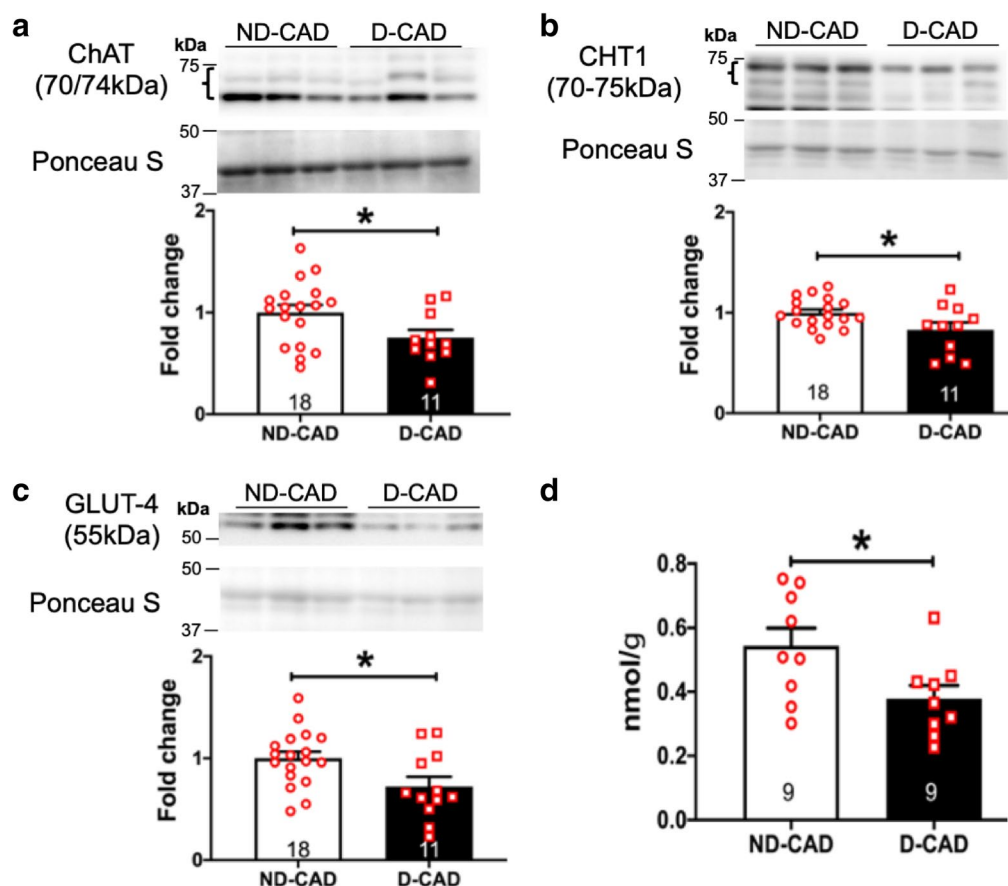 a
ChAT
(70/74kDa)
kDa
ND-CAD D-CAD
75
50
Ponceau S
37
*
Fold change
2
1
0
18
11
ND-CAD D-CAD
b
CHT1
(70-75kDa)
kDa
ND-CAD D-CAD
75
50
Ponceau S
37
*
Fold change
2
1
0
18
11
ND-CAD D-CAD
c
GLUT-4
(55kDa)
kDa
ND-CAD D-CAD
50
50
Ponceau S
37
*
Fold change
2
1
0
18
11
ND-CAD D-CAD
d
*
nmol/g
0.8
0.6
0.4
0.2
0.0
9
9
ND-CAD D-CAD